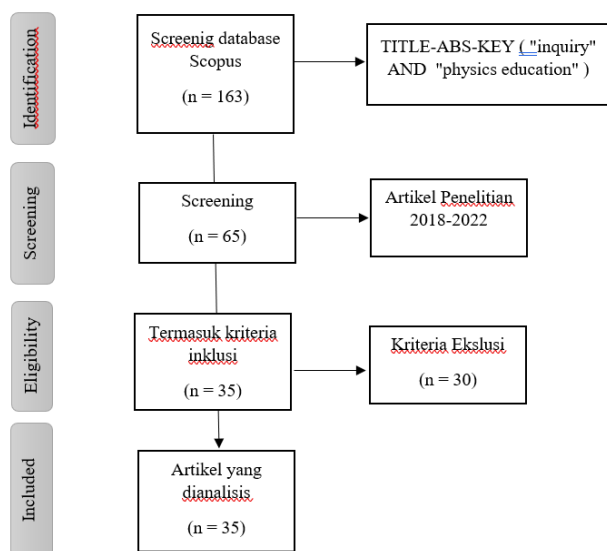 Identification
Screenig database
Scopus
(n = 163)
TITLE-ABS-KEY ( "inquiry"
AND "physics education" )
Screening
Screening
(n = 65)
Artikel Penelitian
2018-2022
Eligibility
Termasuk kriteria
inklusi
(n = 35)
Kriteria Ekslusi
(n = 30)
Included
Artikel yang
dianalisis
(n = 35)